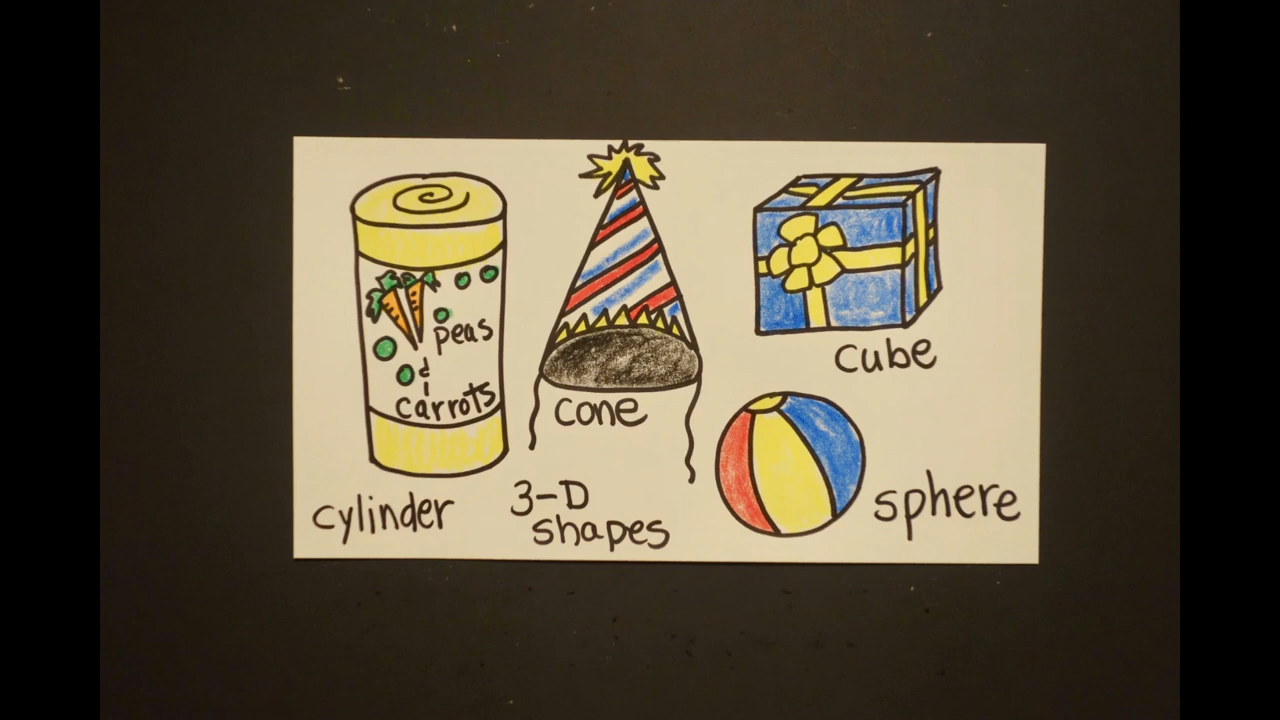 peas
&
carrots
cylinder
cone
3-D
shapes
cube
sphere